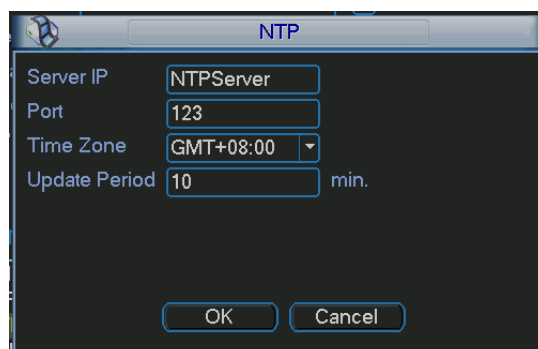 NTP
Server IP NTPServer
Port 123
Time Zone GMT+08:00
Update Period 10 min.
OK Cancel